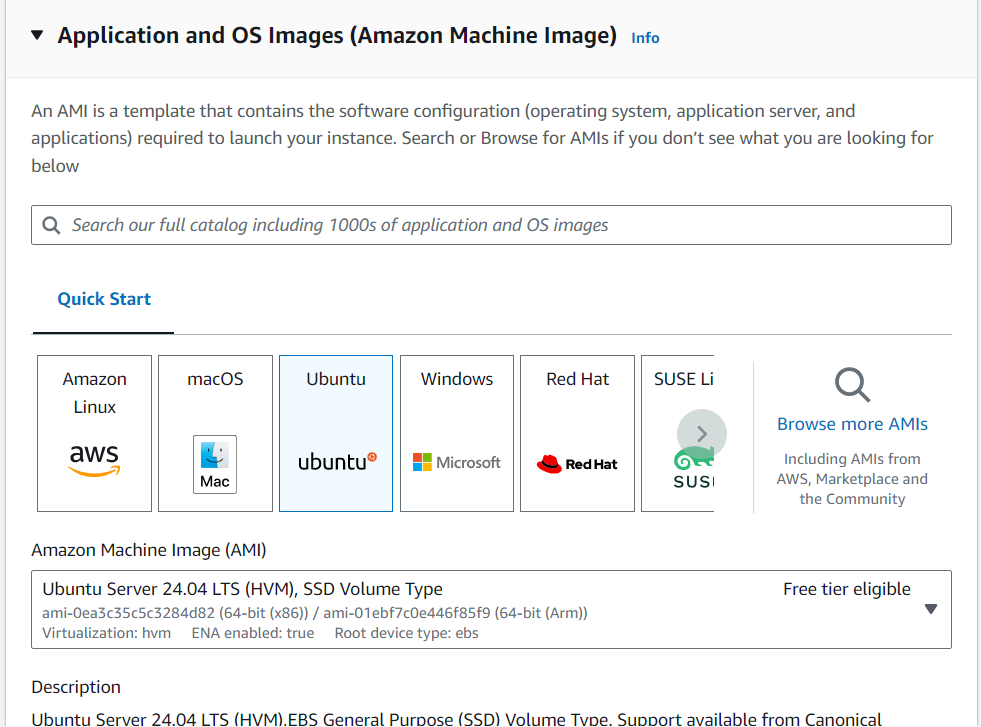 Application and OS Images (Amazon Machine Image) Info
An AMI is a template that contains the software configuration (operating system, application server, and
applications) required to launch your instance. Search or Browse for AMIs if you don’t see what you are looking for
below
Search our full catalog including 1000s of application and OS images
Quick Start
Amazon
Linux
aws
macOS
Mac
Ubuntu
ubuntu
Windows
Microsoft
Red Hat
Red Hat
SUSE Li
SUS
Browse more AMIs
Including AMIs from
AWS, Marketplace and
the Community
Amazon Machine Image (AMI)
Ubuntu Server 24.04 LTS (HVM), SSD Volume Type
Free tier eligible
ami-0ea3c35c5c3284d82 (64-bit (x86)) / ami-01ebf7c0e446f85f9 (64-bit (Arm))
Virtualization: hvm ENA enabled: true Root device type: ebs
Description
Ubuntu Server 24.04 LTS (HVM),EBS General Purpose (SSD) Volume Type. Support available from Canonical